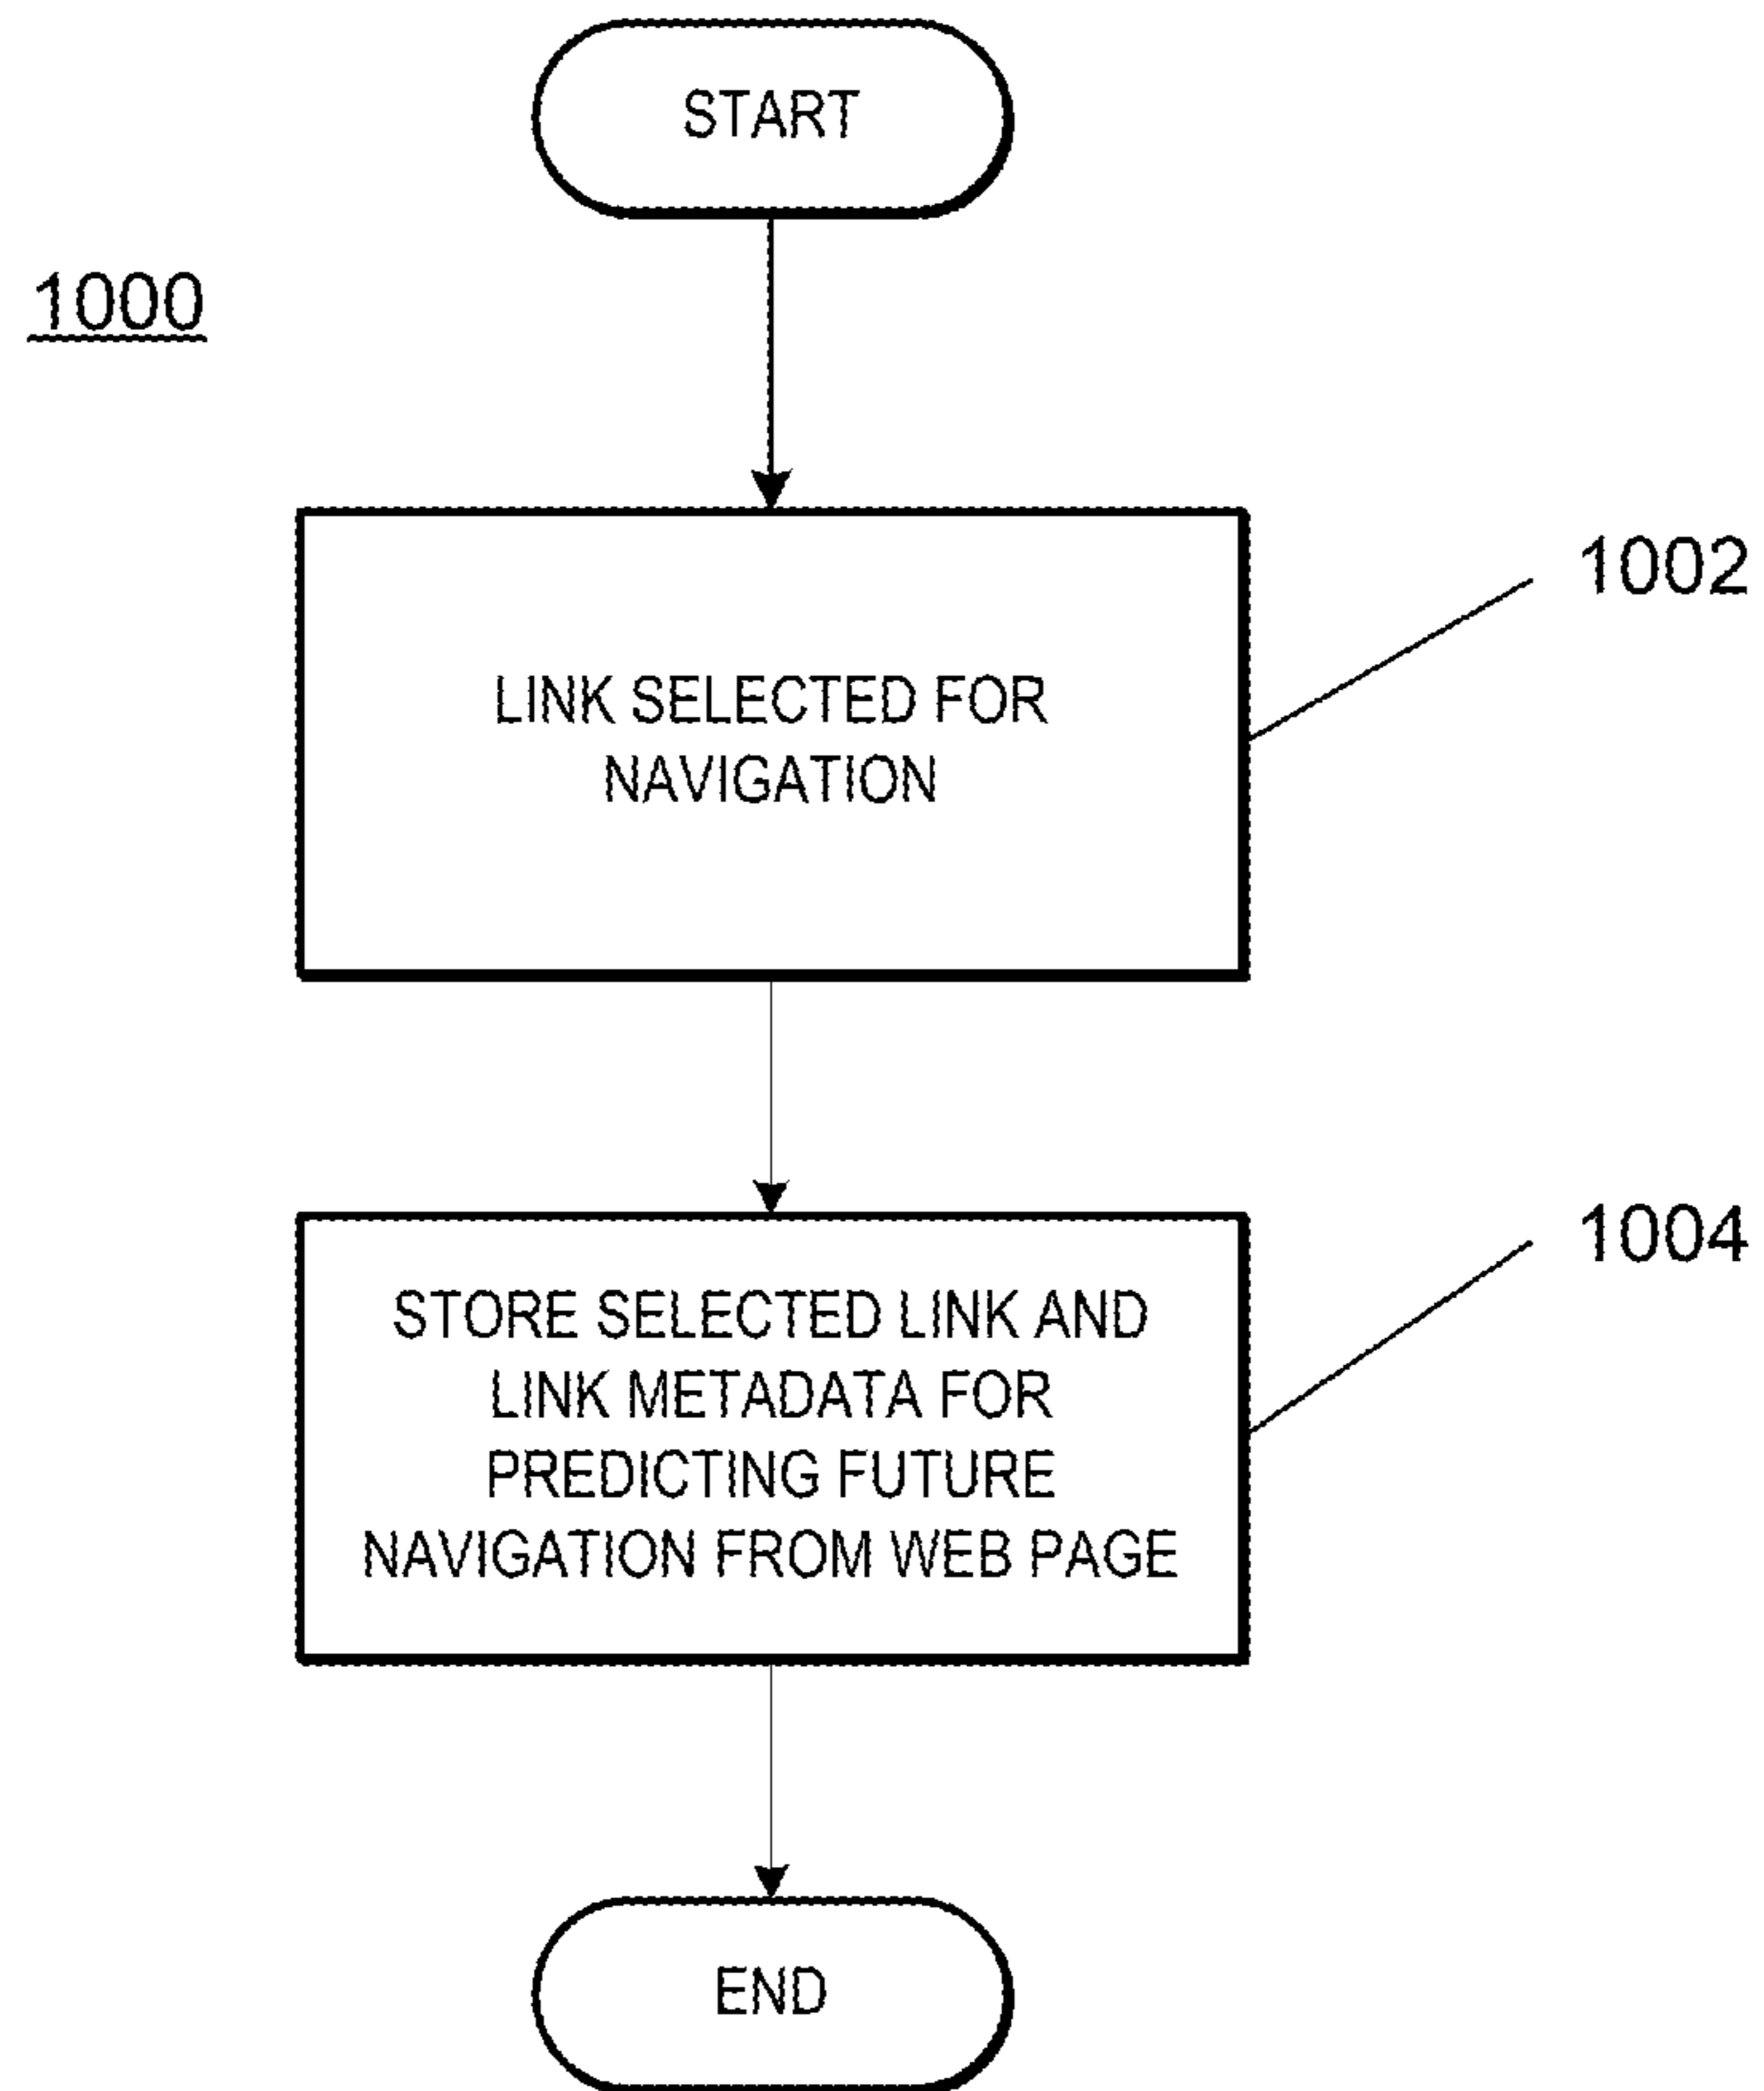 START
1000
1002
LINK SELECTED FOR
NAVIGATION
1004
STORE SELECTED LINK AND
LINK METADATA FOR
PREDICTING FUTURE
NAVIGATION FROM WEB PAGE
END